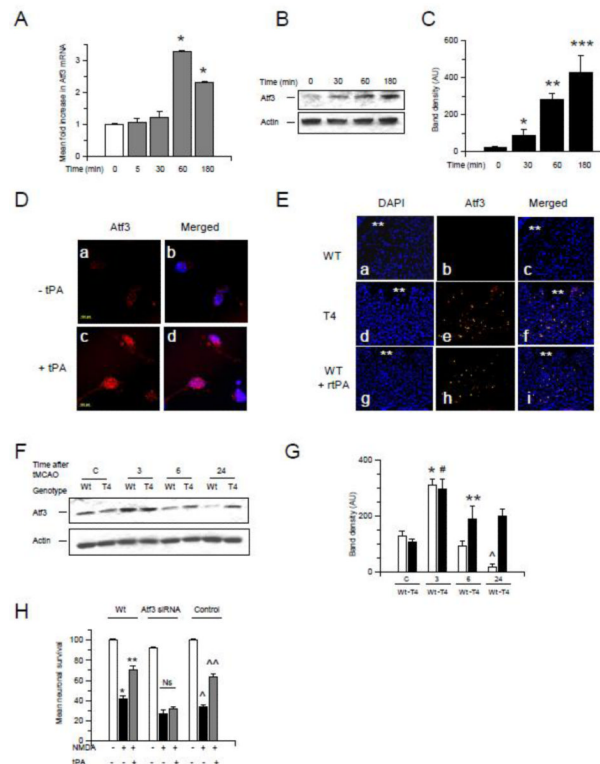 A
Mean fold increase in Atf3 mRNA
4
3
2
1
0
*
*
Time (min) 0 5 30 60 180
B
Time (min) 0 30 60 180
Atf3
Actin
C
Band density (AU)
600
400
200
0
*
**
***
Time (min) 0 30 60 180
D
Atf3 Merged
- tPA
a b
+ tPA
c d
E
DAPI Atf3 Merged
WT
** **
a b c
T4
** **
d e f
WT
+ rtPA
** **
g h i
F
Time after
tMCAO
C 3 6 24
Genotype Wt T4 Wt T4 Wt T4 Wt T4
Atf3
Actin
G
Band density (AU)
400
200
0
* #
**
^
C 3 6 24
Wt-T4 Wt-T4 Wt-T4 Wt-T4
H
Wt Atf3 siRNA Control
Mean neuronal survival
100
80
60
40
20
0
*
**
Ns
^
^^
NMDA - + + - + + - + +
tPA - - + - - + - - +